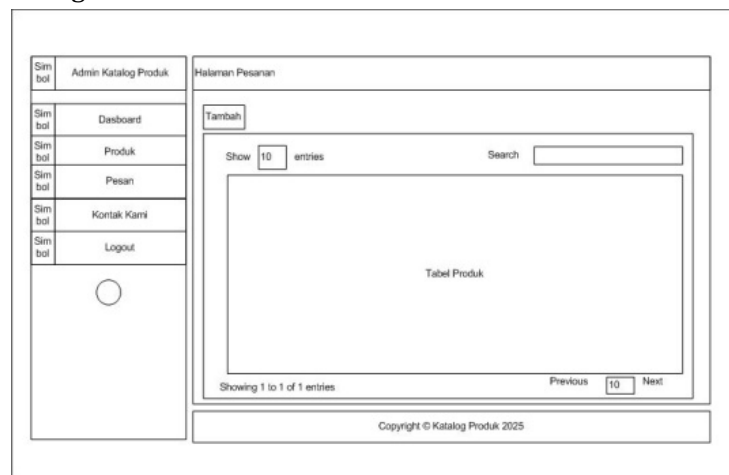 Sim
bol
Admin Katalog Produk
Halaman Pesanan
Sim
bol
Dasboard
Tambah
Sim
bol
Produk
Show 10 entries
Search
Sim
bol
Pesan
Sim
bol
Kontak Kami
Sim
bol
Logout
Tabel Produk
Showing 1 to 1 of 1 entries
Previous 10 Next
Copyright © Katalog Produk 2025